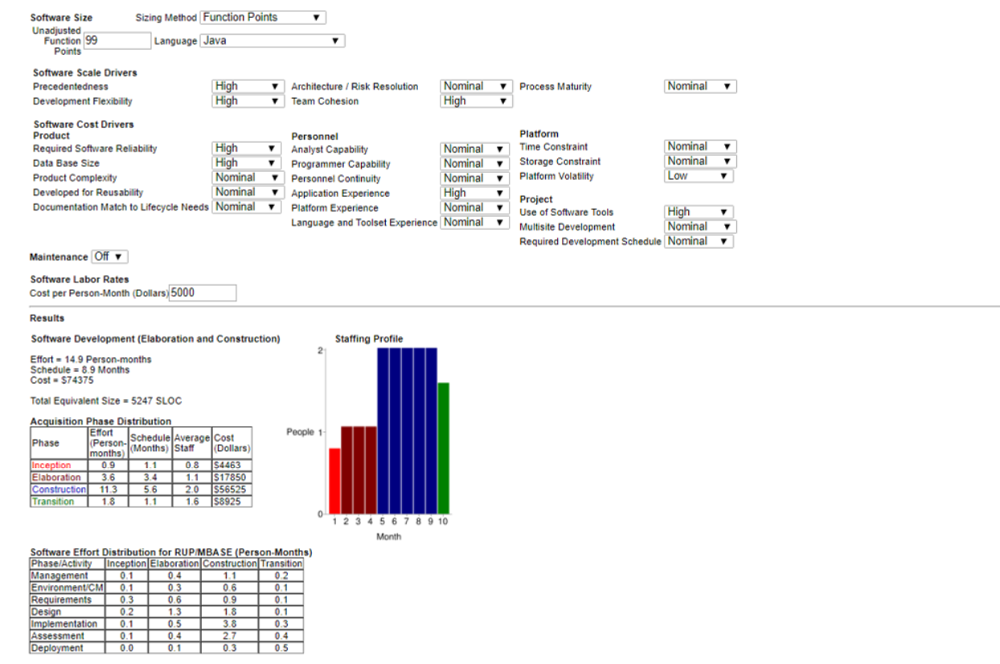 Software Size Sizing Method Function Points
Unadjusted Function Points 99 Language Java
Software Scale Drivers
Precedentedness High Architecture / Risk Resolution Nominal Process Maturity Nominal
Development Flexibility High Team Cohesion High
Software Cost Drivers
Product Personnel Platform
Required Software Reliability High Analyst Capability Nominal Time Constraint Nominal
Data Base Size High Programmer Capability Nominal Storage Constraint Nominal
Product Complexity Nominal Personnel Continuity Nominal Platform Volatility Low
Developed for Reusability Nominal Application Experience High Project
Documentation Match to Lifecycle Needs Nominal Platform Experience Nominal Use of Software Tools High
Language and Toolset Experience Nominal Multisite Development Nominal
Required Development Schedule Nominal
Maintenance Off
Software Labor Rates
Cost per Person-Month (Dollars) 5000
Results
Software Development (Elaboration and Construction) Staffing Profile
Effort = 14.9 Person-months
Schedule = 8.9 Months
Cost = $74375
Total Equivalent Size = 5247 SLOC
Acquisition Phase Distribution
Phase Effort (Person-months) Schedule (Months) Average Staff Cost (Dollars)
Inception 0.9 1.1 0.8 $4463
Elaboration 3.6 3.4 1.1 $17850
Construction 11.3 5.6 2.0 $56525
Transition 1.8 1.1 1.6 $8925
2
People 1
0
1 2 3 4 5 6 7 8 9 10
Month
Software Effort Distribution for RUP/MBASE (Person-Months)
Phase/Activity Inception Elaboration Construction Transition
Management 0.1 0.4 1.1 0.2
Environment/CM 0.1 0.3 0.6 0.1
Requirements 0.3 0.6 0.9 0.1
Design 0.2 1.3 1.8 0.1
Implementation 0.1 0.5 3.8 0.3
Assessment 0.1 0.4 2.7 0.4
Deployment 0.0 0.1 0.3 0.5